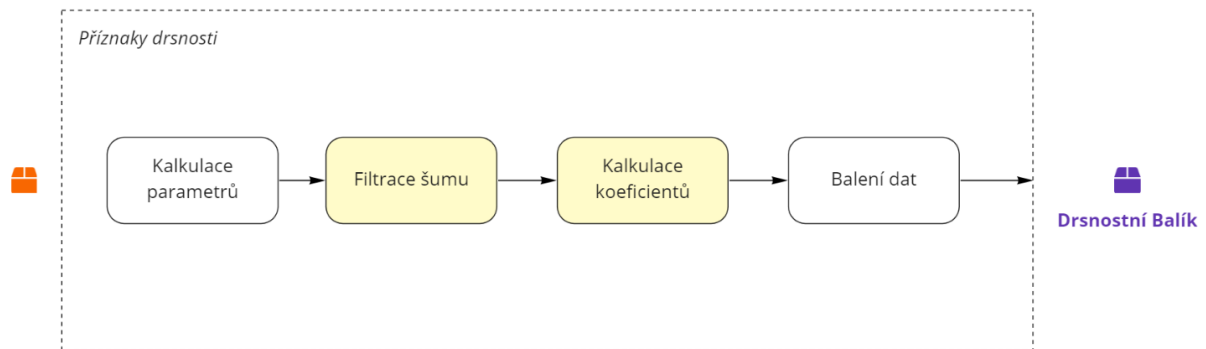 Příznaky drsnosti
Kalkulace
parametrů
Filtrace šumu
Kalkulace
koeficientů
Balení dat
Drsnostní Balík